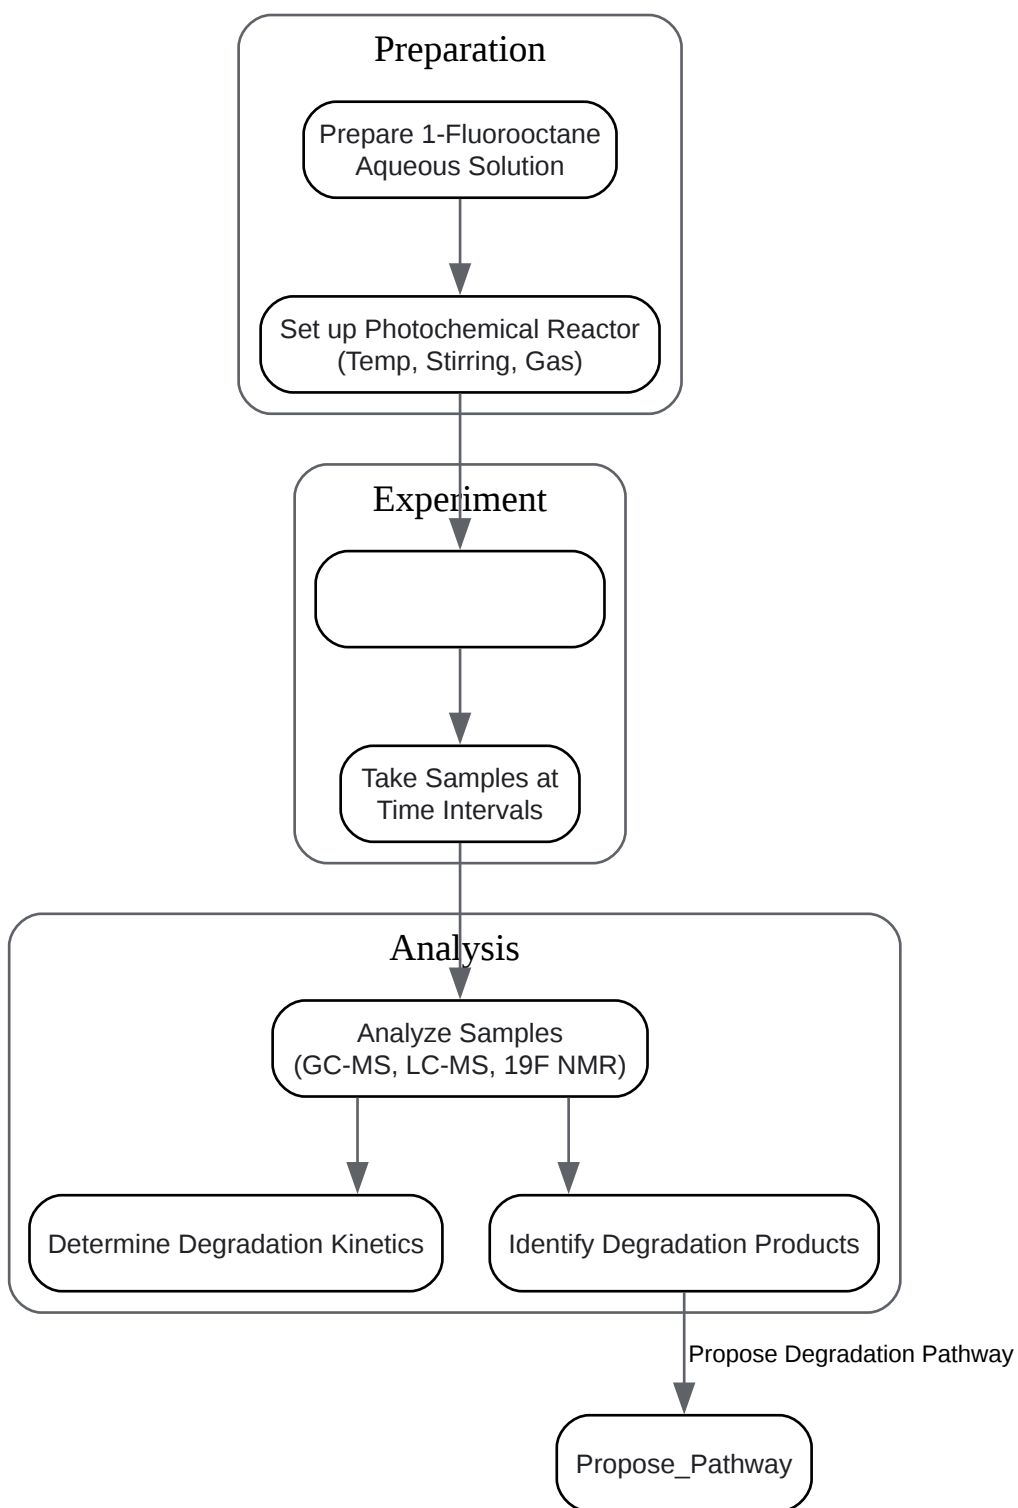 Preparation
Prepare 1-Fluorooctane
Aqueous Solution
Set up Photochemical Reactor
(Temp, Stirring, Gas)
Experiment
Take Samples at
Time Intervals
Analysis
Analyze Samples
(GC-MS, LC-MS, 19F NMR)
Determine Degradation Kinetics
Identify Degradation Products
Propose Degradation Pathway
Propose_Pathway